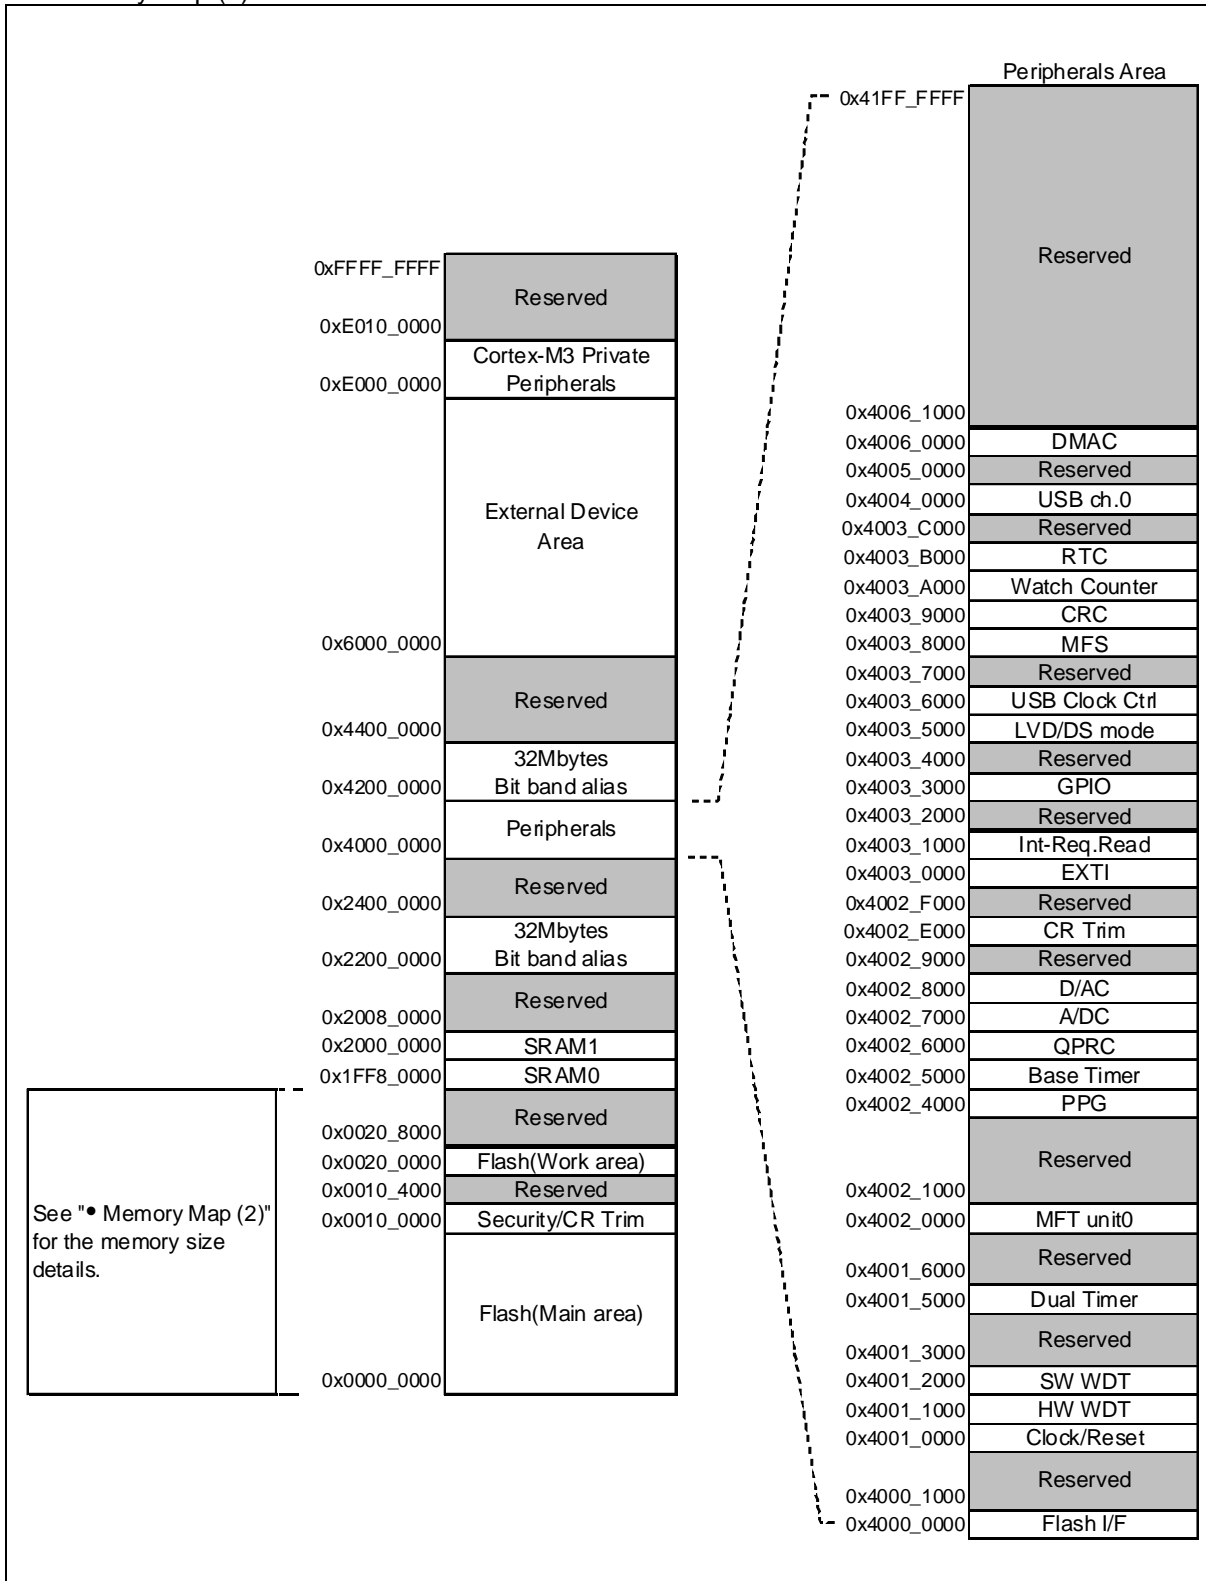 Peripherals Area
0x41FF_FFFF
Reserved
0x4006_1000
0x4006_0000 DMAC
0x4005_0000 Reserved
0x4004_0000 USB ch.0
0x4003_C000 Reserved
0x4003_B000 RTC
0x4003_A000 Watch Counter
0x4003_9000 CRC
0x4003_8000 MFS
0x4003_7000 Reserved
0x4003_6000 USB Clock Ctrl
0x4003_5000 LVD/DS mode
0x4003_4000 Reserved
0x4003_3000 GPIO
0x4003_2000 Reserved
0x4003_1000 Int-Req.Read
0x4003_0000 EXTI
0x4002_F000 Reserved
0x4002_E000 CR Trim
0x4002_9000 Reserved
0x4002_8000 D/AC
0x4002_7000 A/DC
0x4002_6000 QPRC
0x4002_5000 Base Timer
0x4002_4000 PPG
Reserved
0x4002_1000
0x4002_0000 MFT unit0
Reserved
0x4001_6000
0x4001_5000 Dual Timer
Reserved
0x4001_3000
0x4001_2000 SW WDT
0x4001_1000 HW WDT
0x4001_0000 Clock/Reset
Reserved
0x4000_1000
0x4000_0000 Flash I/F
0xFFFF_FFFF
Reserved
0xE010_0000
Cortex-M3 Private
0xE000_0000 Peripherals
External Device
Area
0x6000_0000
Reserved
0x4400_0000
32Mbytes
0x4200_0000 Bit band alias
Peripherals
0x4000_0000
Reserved
0x2400_0000
32Mbytes
0x2200_0000 Bit band alias
Reserved
0x2008_0000
0x2000_0000 SRAM1
0x1FF8_0000 SRAM0
Reserved
0x0020_8000
0x0020_0000 Flash(Work area)
0x0010_4000 Reserved
0x0010_0000 Security/CR Trim
Flash(Main area)
0x0000_0000
See "• Memory Map (2)"
for the memory size
details.